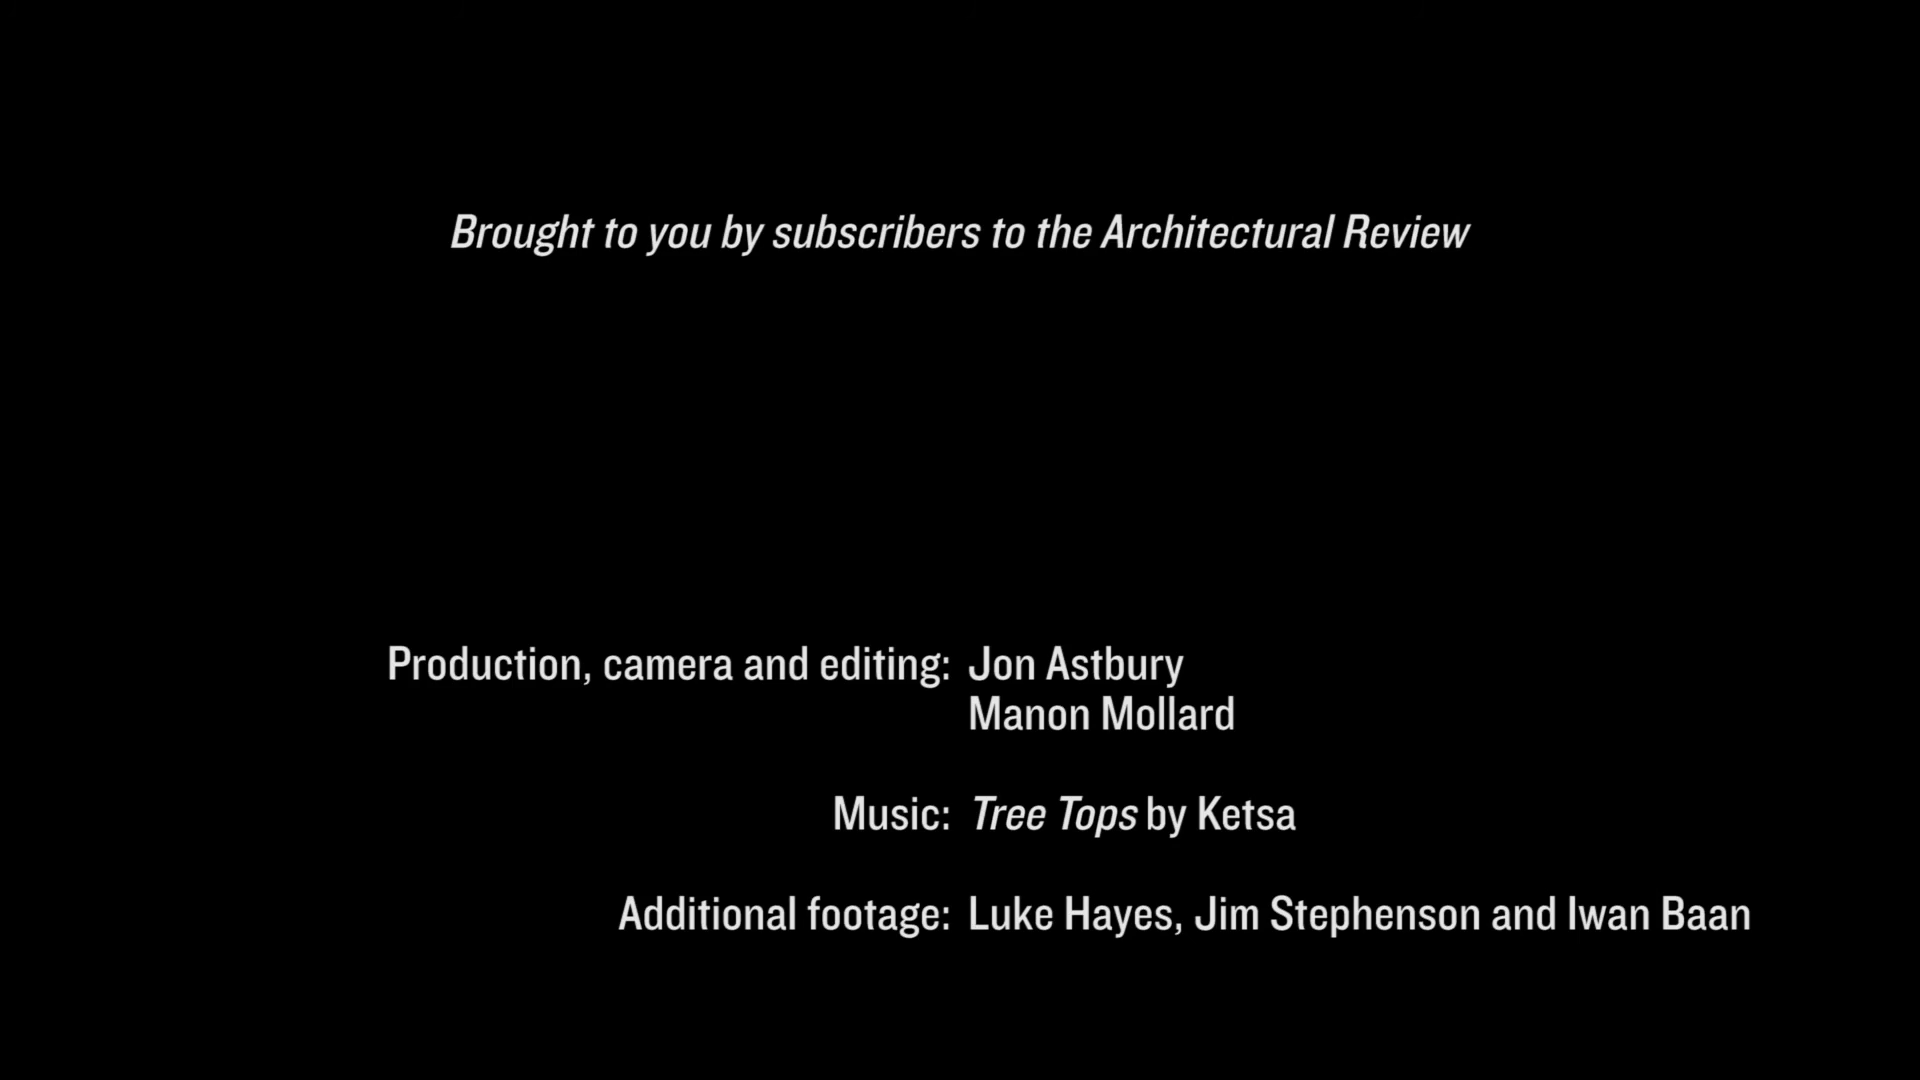 Brought to you by subscribers to the Architectural Review
Production, camera and editing: Jon Astbury
Manon Mollard
Music: Tree Tops by Ketsa
Additional footage: Luke Hayes, Jim Stephenson and Iwan Baan